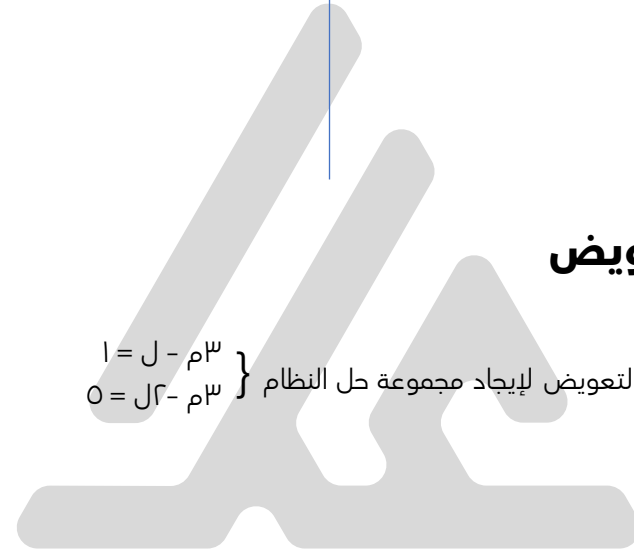 ويض
لتعويض لإيجاد مجموعة حل النظام {
٣م - ل = ١
٣م -٢ل = ٥